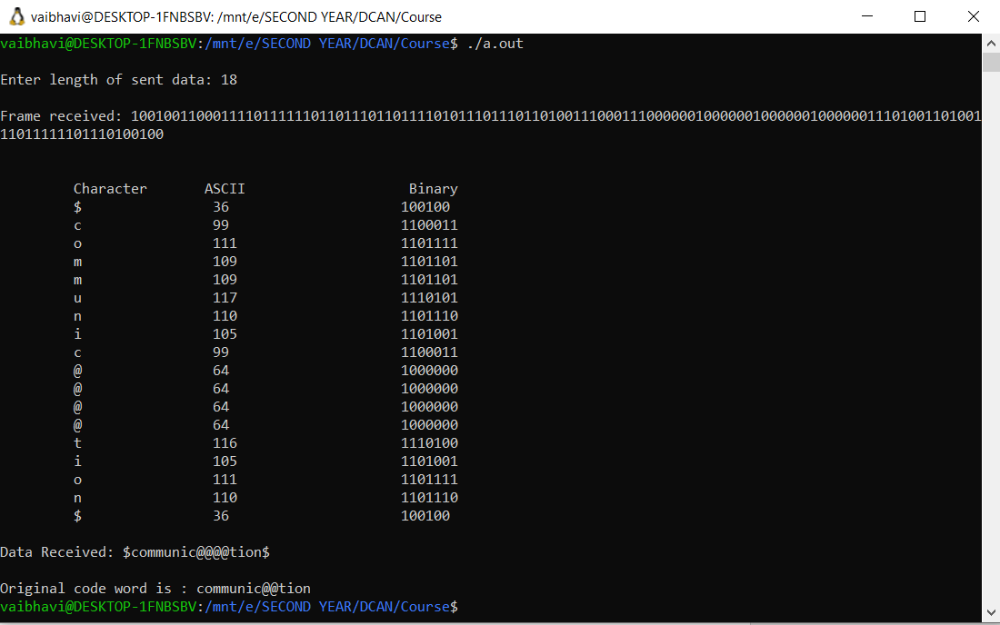 vaibhavi@DESKTOP-1FNBSBV: /mnt/e/SECOND YEAR/DCAN/Course
vaibhavi@DESKTOP-1FNBSBV:/mnt/e/SECOND YEAR/DCAN/Course$ ./a.out
Enter length of sent data: 18
Frame received: 10010011000111101111110110111011011110101110111011010011100011100000010000001000000100000011101001101001
11011111101110100100
Character ASCII Binary
$ 36 100100
c 99 1100011
o 111 1101111
m 109 1101101
m 109 1101101
u 117 1110101
n 110 1101110
i 105 1101001
c 99 1100011
@ 64 1000000
@ 64 1000000
@ 64 1000000
@ 64 1000000
t 116 1110100
i 105 1101001
o 111 1101111
n 110 1101110
$ 36 100100
Data Received: $communic@@@@tion$
Original code word is : communic@@tion
vaibhavi@DESKTOP-1FNBSBV:/mnt/e/SECOND YEAR/DCAN/Course$